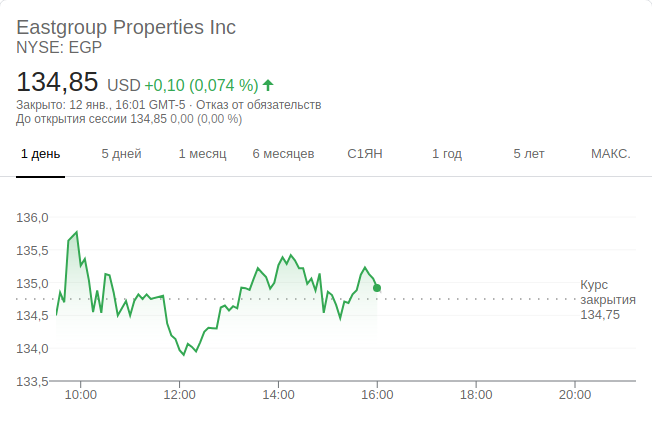 Eastgroup Properties Inc
NYSE: EGP
134,85 USD +0,10 (0,074 %)
Закрыто: 12 янв., 16:01 GMT-5 · Отказ от обязательств
До открытия сессии 134,85 0,00 (0,00 %)
1 день 5 дней 1 месяц 6 месяцев С1ЯН 1 год 5 лет МАКС.
136,0
135,5
135,0
134,5
134,0
133,5
Курс
закрытия
134,75
10:00 12:00 14:00 16:00 18:00 20:00